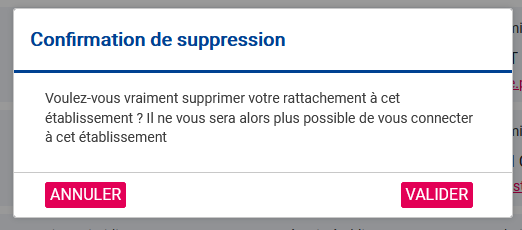 Confirmation de suppression
Voulez-vous vraiment supprimer votre rattachement à cet
établissement ? Il ne vous sera alors plus possible de vous connecter
à cet établissement
ANNULER
VALIDER